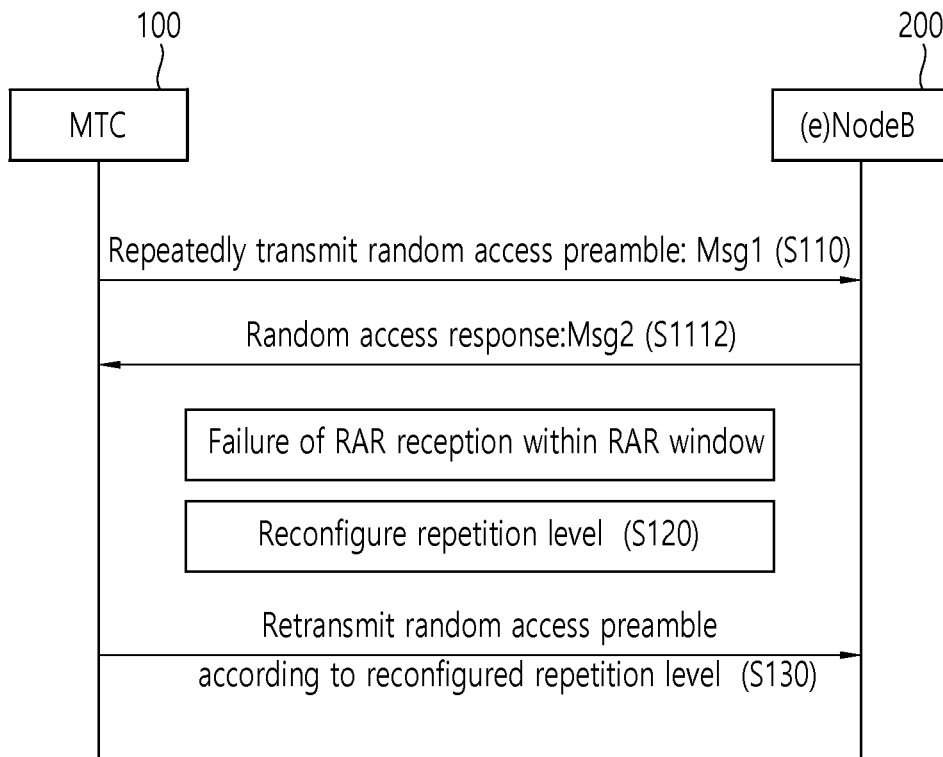 100
200
MTC
(e)NodeB
Repeatedly transmit random access preamble: Msg1 (S110)
Random access response:Msg2 (S1112)
Failure of RAR reception within RAR window
Reconfigure repetition level (S120)
Retransmit random access preamble
according to reconfigured repetition level (S130)